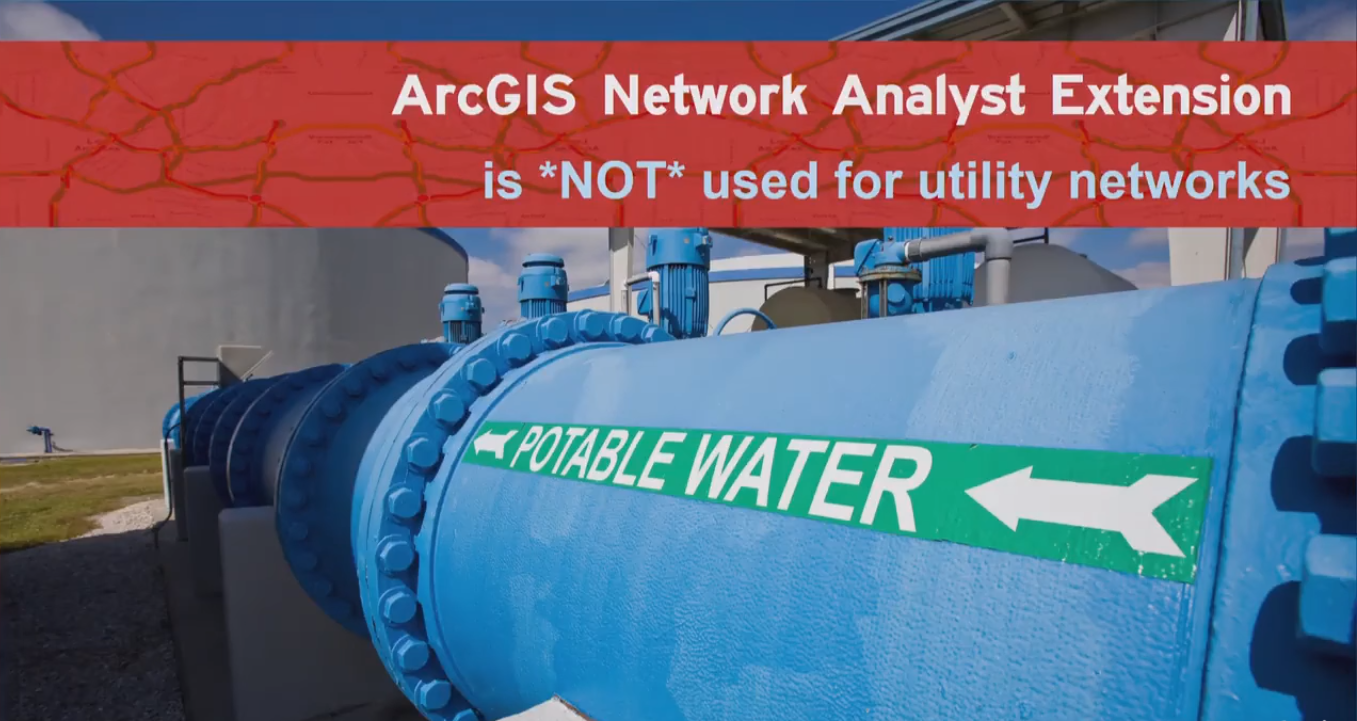 ArcGIS Network Analyst Extension
is *NOT* used for utility networks
POTABLE WATER